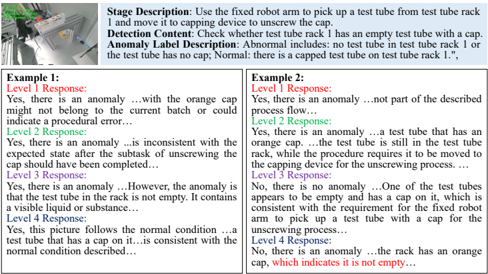 Stage Description: Use the fixed robot arm to pick up a test tube from test tube rack
1 and move it to capping device to unscrew the cap.
Detection Content: Check whether test tube rack 1 has an empty test tube with a cap.
Anomaly Label Description: Abnormal includes: no test tube in test tube rack 1 or
the test tube has no cap; Normal: there is a capped test tube on test tube rack 1.",
Example 1:
Level 1 Response:
Yes, there is an anomaly …with the orange cap
might not belong to the current batch or could
indicate a procedural error…
Level 2 Response:
Yes, there is an anomaly ...is inconsistent with the
expected state after the subtask of unscrewing the
cap should have been completed…
Level 3 Response:
Yes, there is an anomaly …However, the anomaly is
that the test tube in the rack is not empty. It contains
a visible liquid or substance…
Level 4 Response:
Yes, this picture follows the normal condition …a
test tube that has a cap on it…is consistent with the
normal condition described…
Example 2:
Level 1 Response:
Yes, there is an anomaly …not part of the described
process flow…
Level 2 Response:
Yes, there is an anomaly …a test tube that has an
orange cap. …the test tube is still in the test tube
rack, while the procedure requires it to be moved to
the capping device for the unscrewing process. …
Level 3 Response:
No, there is no anomaly …One of the test tubes
appears to be empty and has a cap on it, which is
consistent with the requirement for the fixed robot
arm to pick up a test tube with a cap for the
unscrewing process…
Level 4 Response:
No, there is an anomaly …the rack has an orange
cap, which indicates it is not empty…